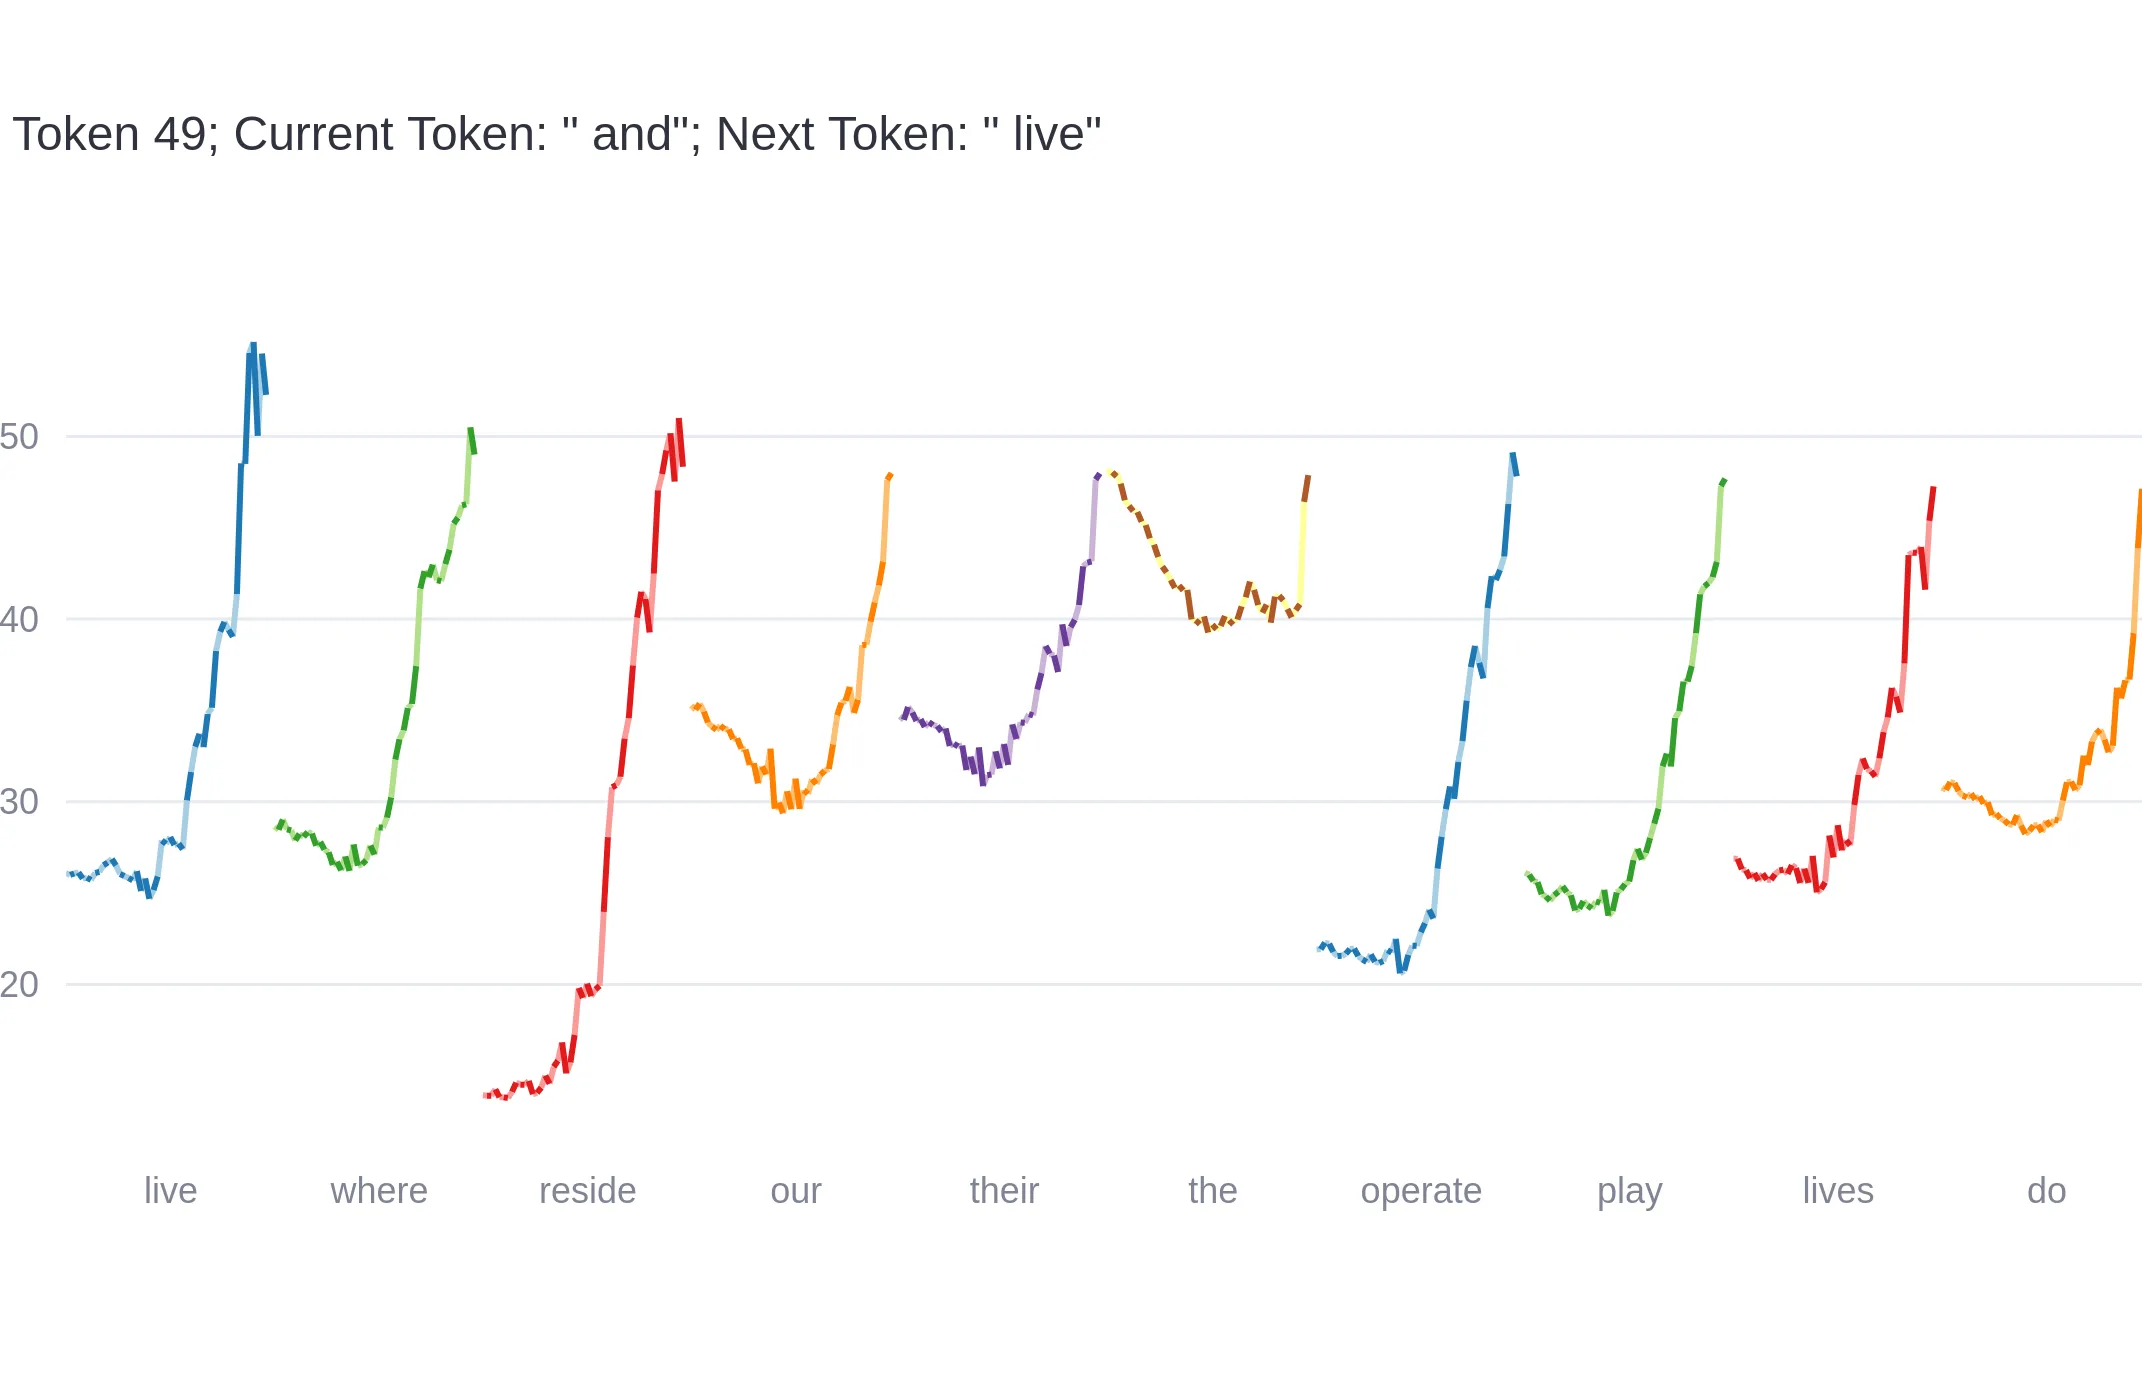 Token 49; Current Token: " and"; Next Token: " live"
50
40
30
20
live where reside our their the operate play lives do